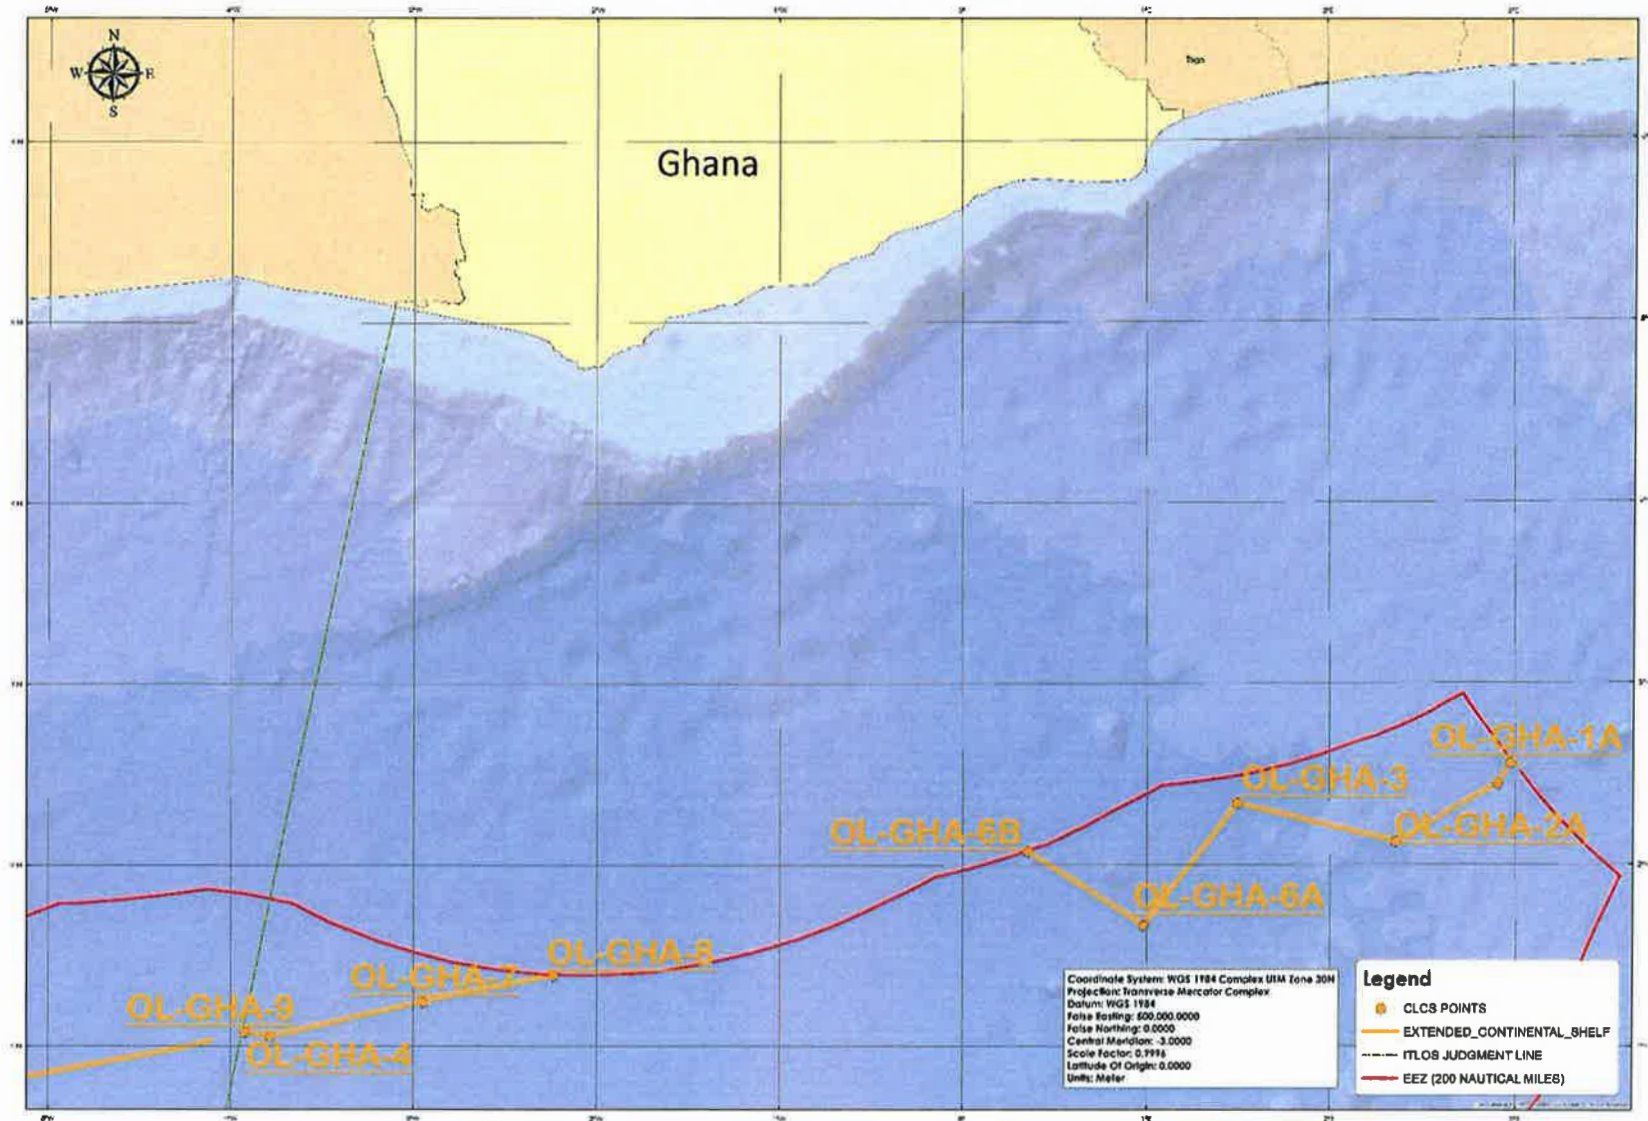 N
W E
S
Togo
Ghana
OL-GHA-1A
OL-GHA-3
OL-GHA-2A
OL-GHA-6B
OL-GHA-6A
OL-GHA-8
OL-GHA-7
OL-GHA-9
OL-GHA-4
Coordinate System: WGS 1984 Complex UTM Zone 30N
Projection: Transverse Mercator Complex
Datum: WGS 1984
False Easting: 500,000.0000
False Northing: 0.0000
Central Meridian: -3.0000
Scale Factor: 0.9996
Latitude Of Origin: 0.0000
Units: Meter
Legend
CLCS POINTS
EXTENDED_CONTINENTAL_SHELF
ITLOS JUDGMENT LINE
EEZ (200 NAUTICAL MILES)